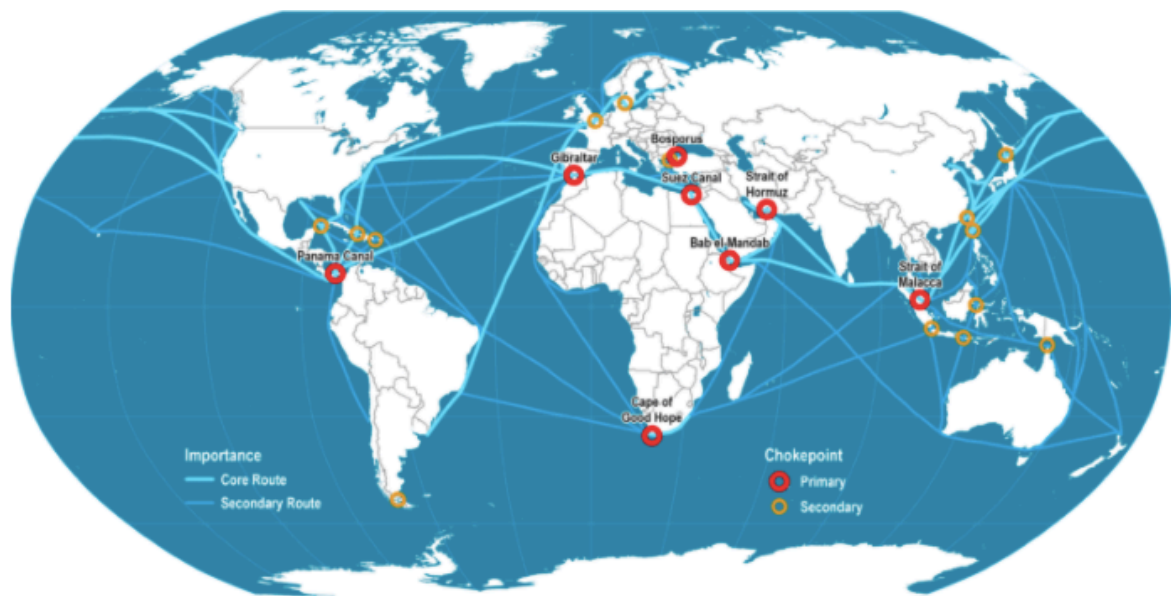 Bosporus
Gibraltar
Suez Canal
Strait of
Hormuz
Bab el-Mandab
Panama Canal
Strait of
Malacca
Cape of
Good Hope
Importance
Core Route
Secondary Route
Chokepoint
Primary
Secondary